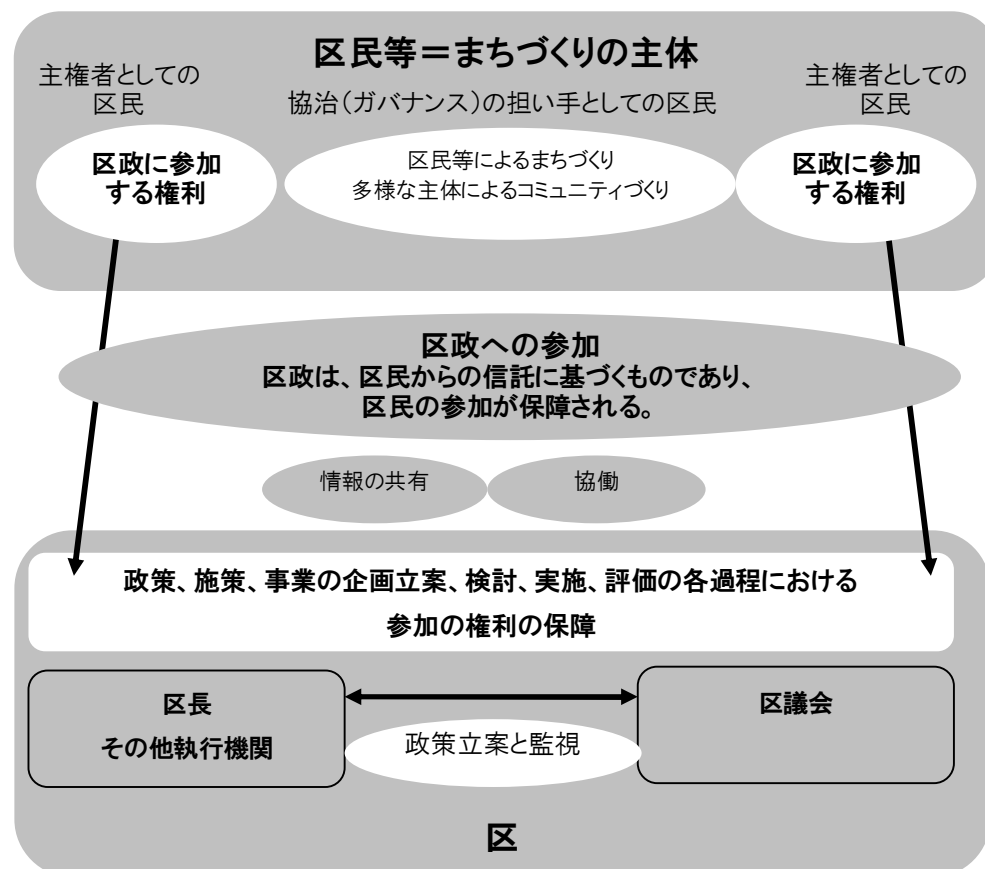 区民等＝まちづくりの主体
主権者としての
区民
協治（ガバナンス）の担い手としての区民
主権者としての
区民
区政に参加
する権利
区民等によるまちづくり
多様な主体によるコミュニティづくり
区政に参加
する権利
区政への参加
区政は、区民からの信託に基づくものであり、
区民の参加が保障される。
情報の共有
協働
政策、施策、事業の企画立案、検討、実施、評価の各過程における
参加の権利の保障
区長
その他執行機関
政策立案と監視
区議会
区